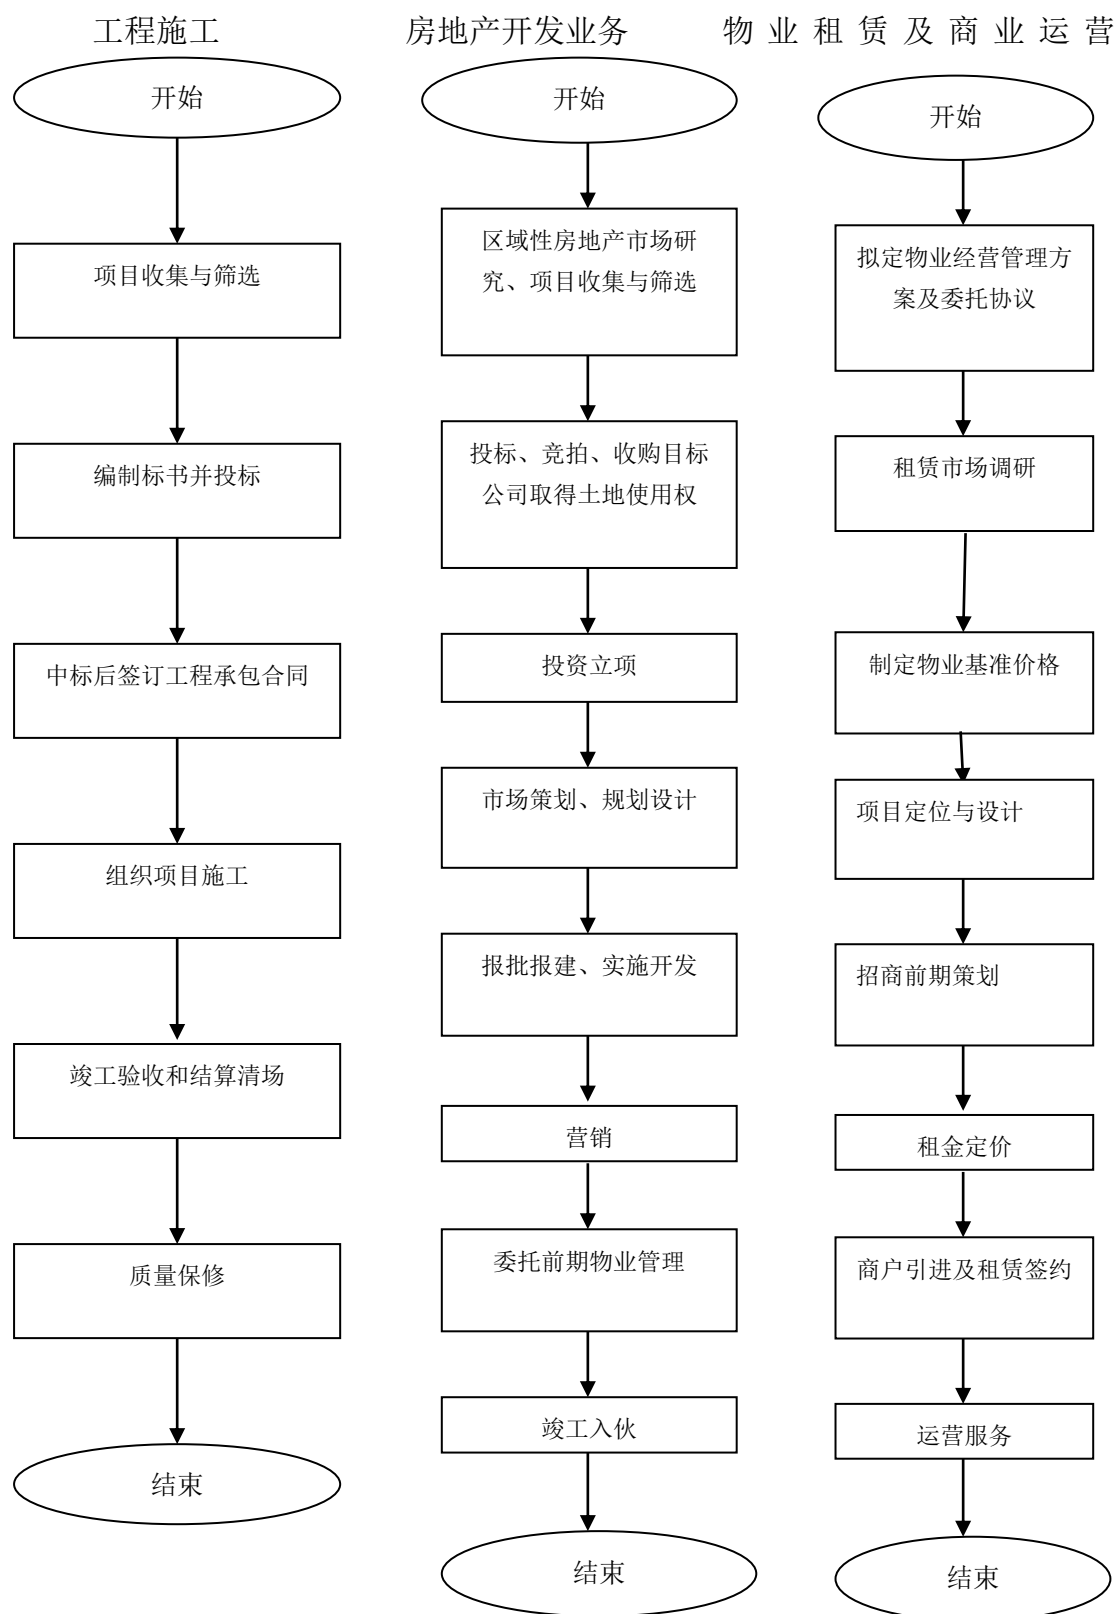 工程施工
开始
项目收集与筛选
编制标书并投标
中标后签订工程承包合同
组织项目施工
竣工验收和结算清场
质量保修
结束
房地产开发业务
开始
区域性房地产市场研
究、项目收集与筛选
投标、竞拍、收购目标
公司取得土地使用权
投资立项
市场策划、规划设计
报批报建、实施开发
营销
委托前期物业管理
竣工入伙
结束
物业租赁及商业运营
开始
拟定物业经营管理方
案及委托协议
租赁市场调研
制定物业基准价格
项目定位与设计
招商前期策划
租金定价
商户引进及租赁签约
运营服务
结束